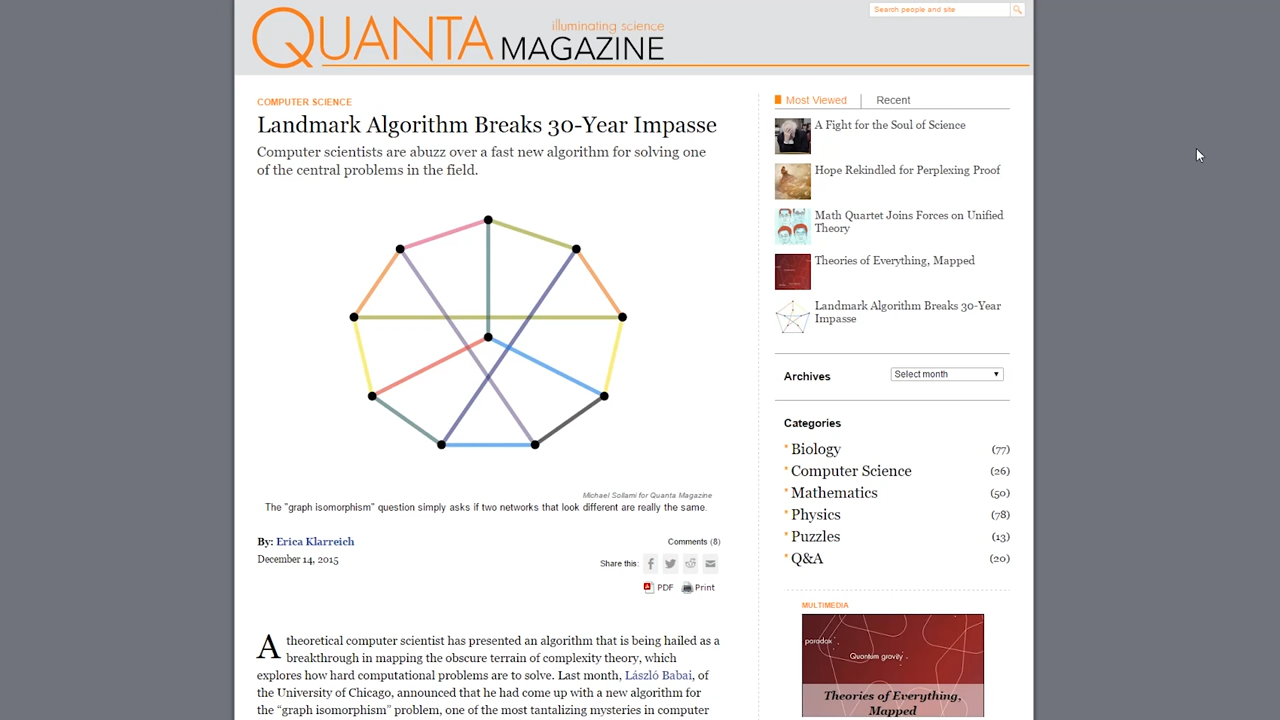 illuminating science
QUANTA MAGAZINE
Search people and site
COMPUTER SCIENCE
Landmark Algorithm Breaks 30-Year Impasse
Computer scientists are abuzz over a fast new algorithm for solving one
of the central problems in the field.
Michael Sollami for Quanta Magazine
The "graph isomorphism" question simply asks if two networks that look different are really the same.
By: Erica Klarreich
December 14, 2015
Comments (8)
Share this:
PDF Print
A theoretical computer scientist has presented an algorithm that is being hailed as a
breakthrough in mapping the obscure terrain of complexity theory, which
explores how hard computational problems are to solve. Last month, László Babai, of
the University of Chicago, announced that he had come up with a new algorithm for
the “graph isomorphism” problem, one of the most tantalizing mysteries in computer
Most Viewed Recent
A Fight for the Soul of Science
Hope Rekindled for Perplexing Proof
Math Quartet Joins Forces on Unified
Theory
Theories of Everything, Mapped
Landmark Algorithm Breaks 30-Year
Impasse
Archives Select month
Categories
Biology (77)
Computer Science (26)
Mathematics (50)
Physics (78)
Puzzles (13)
Q&A (20)
MULTIMEDIA
paradox
Quantum gravity
Theories of Everything,
Mapped